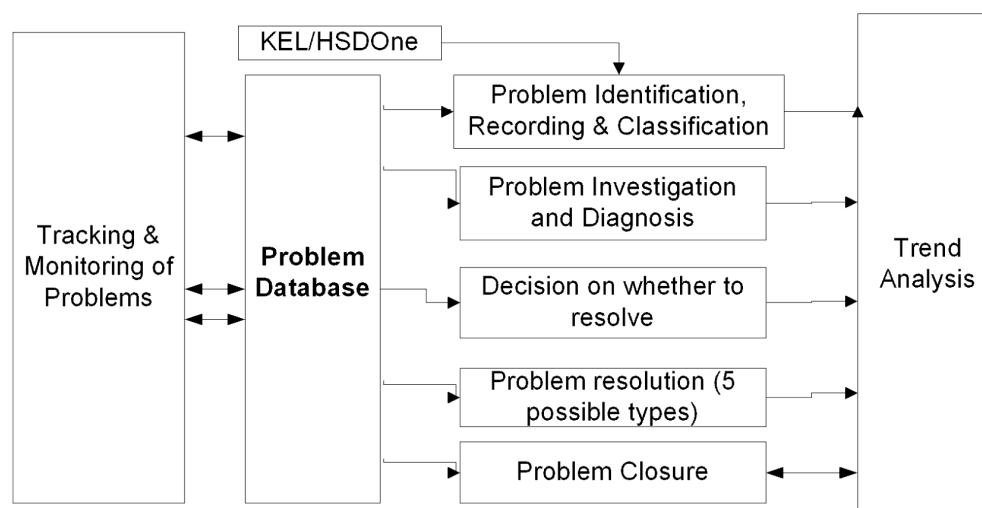 KEL/HSDOne
Tracking &
Monitoring of
Problems
Problem
Database
Problem Identification,
Recording & Classification
Problem Investigation
and Diagnosis
Decision on whether to
resolve
Problem resolution (5
possible types)
Problem Closure
Trend
Analysis